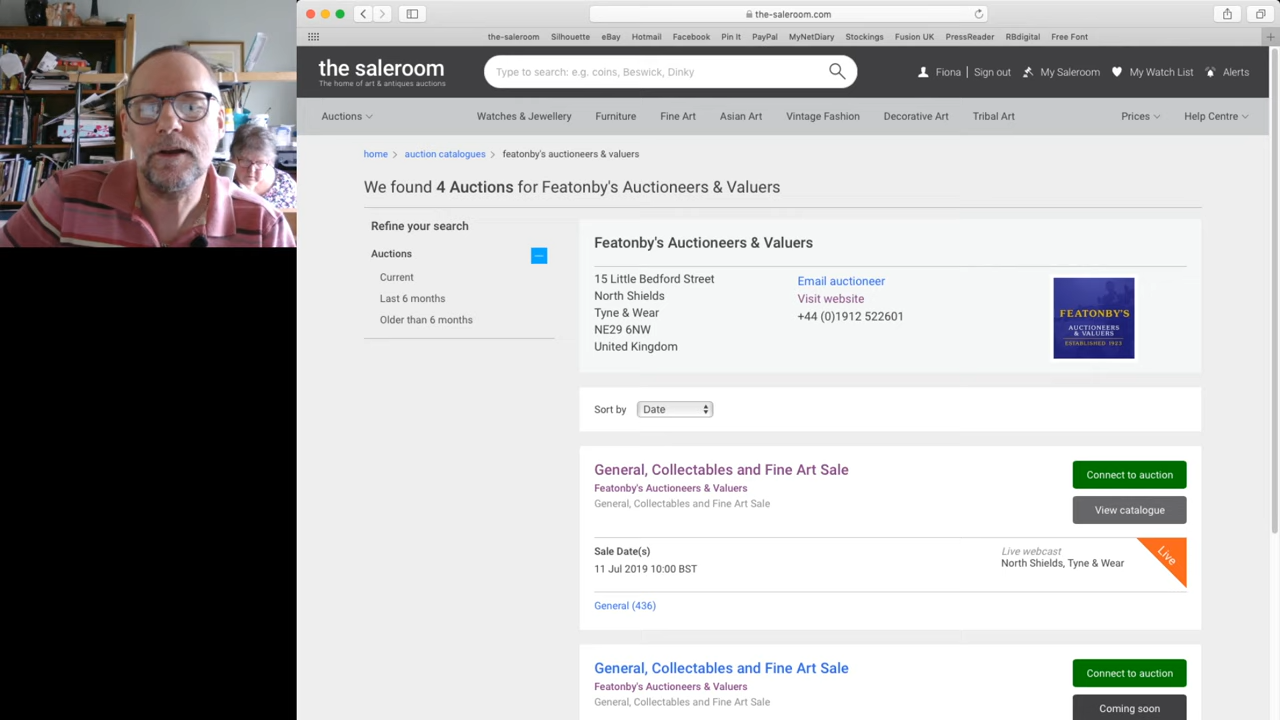 the-saleroom.com
the-saleroom Silhouette eBay Hotmail Facebook Pin It PayPal MyNetDiary Stockings Fusion UK PressReader RBdigital Free Font
the saleroom
The home of art & antiques auctions
Type to search: e.g. coins, Beswick, Dinky
Fiona Sign out My Saleroom My Watch List Alerts
Auctions Watches & Jewellery Furniture Fine Art Asian Art Vintage Fashion Decorative Art Tribal Art Prices Help Centre
home > auction catalogues > featonby's auctioneers & valuers
We found 4 Auctions for Featonby's Auctioneers & Valuers
Refine your search
Auctions
Current
Last 6 months
Older than 6 months
Featonby's Auctioneers & Valuers
15 Little Bedford Street
North Shields
Tyne & Wear
NE29 6NW
United Kingdom
Email auctioneer
Visit website
+44 (0)1912 522601
FEATONBY'S
AUCTIONEERS
& VALUERS
ESTABLISHED 1923
Sort by Date
General, Collectables and Fine Art Sale
Featonby's Auctioneers & Valuers
General, Collectables and Fine Art Sale
Connect to auction
View catalogue
Sale Date(s)
11 Jul 2019 10:00 BST
Live webcast
North Shields, Tyne & Wear
Live
General (436)
General, Collectables and Fine Art Sale
Featonby's Auctioneers & Valuers
General, Collectables and Fine Art Sale
Connect to auction
Coming soon